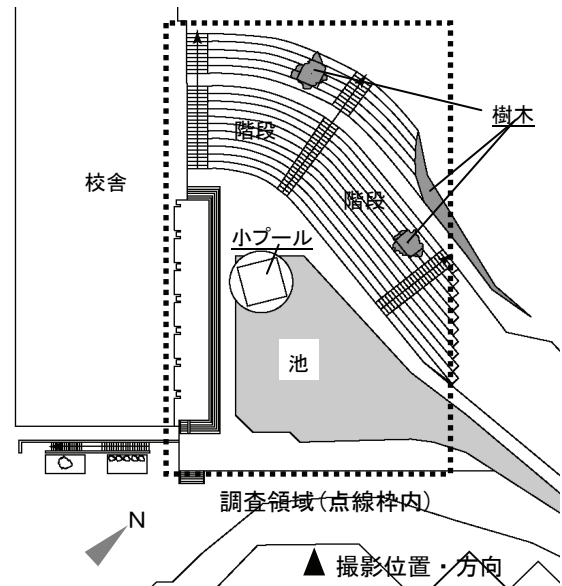 階段
樹木
校舎
階段
小プール
池
調査領域(点線枠内)
N
撮影位置・方向